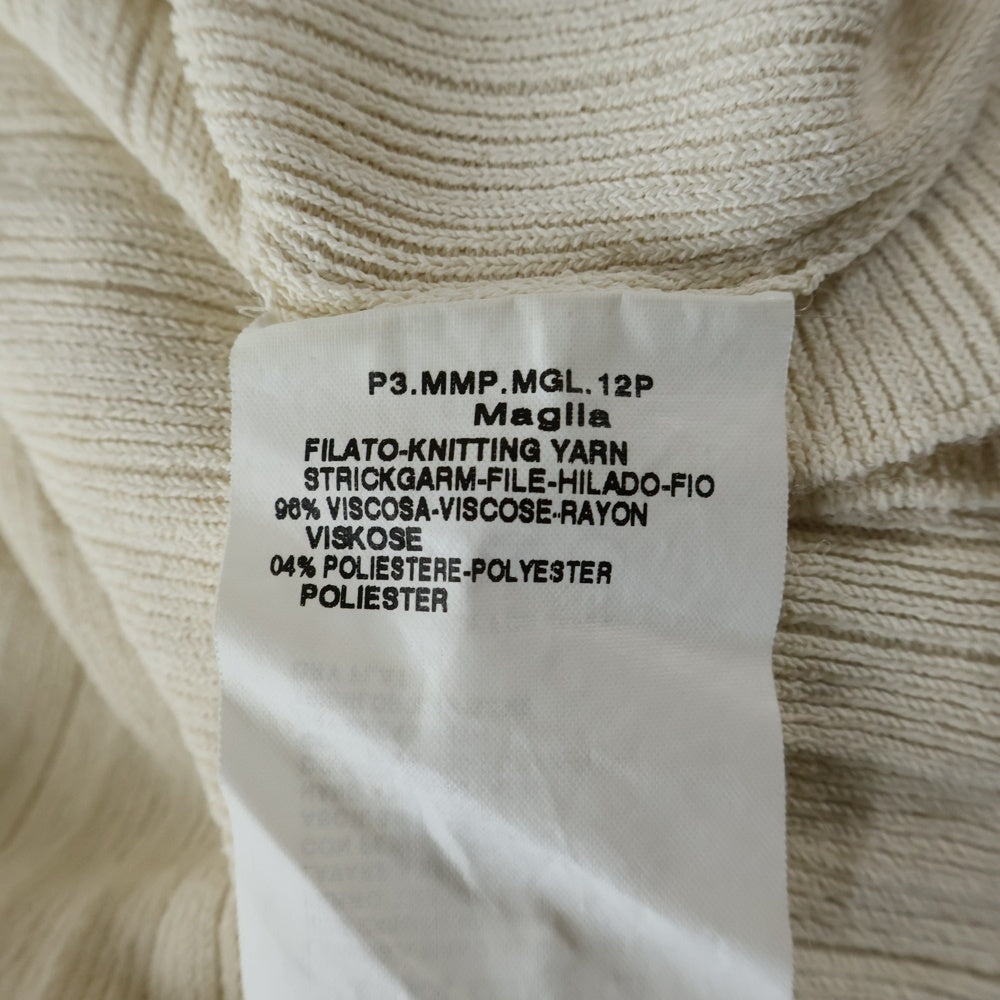 P3.MMP.MGL.12P
Maglia
FILATO-KNITTING YARN
STRICKGARM-FILE-HILADO-FIO
96% VISCOSA-VISCOSE-RAYON
VISKOSE
04% POLIESTERE-POLYESTER
POLIESTER